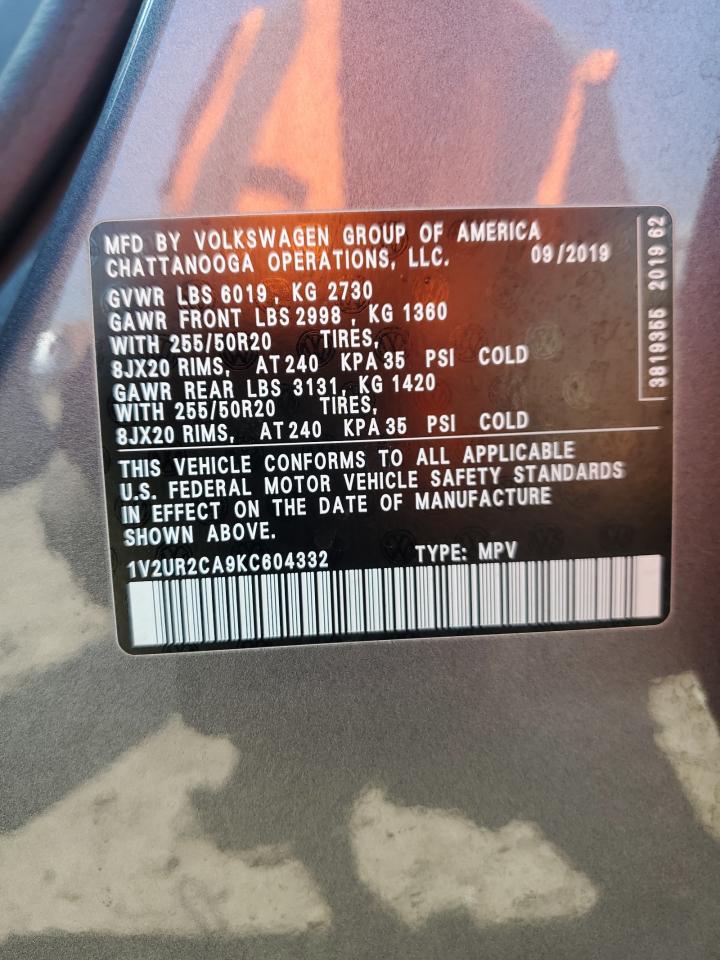 MFD BY VOLKSWAGEN GROUP OF AMERICA
CHATTANOOGA OPERATIONS, LLC. 09/2019
GVWR LBS 6019, KG 2730
GAWR FRONT LBS 2998, KG 1360
WITH 255/50R20 TIRES,
8JX20 RIMS, AT 240 KPA 35 PSI COLD
GAWR REAR LBS 3131, KG 1420
WITH 255/50R20 TIRES,
8JX20 RIMS, AT 240 KPA 35 PSI COLD
THIS VEHICLE CONFORMS TO ALL APPLICABLE
U.S. FEDERAL MOTOR VEHICLE SAFETY STANDARDS
IN EFFECT ON THE DATE OF MANUFACTURE
SHOWN ABOVE.
1V2UR2CA9KC604332 TYPE: MPV
3819355 2019 62